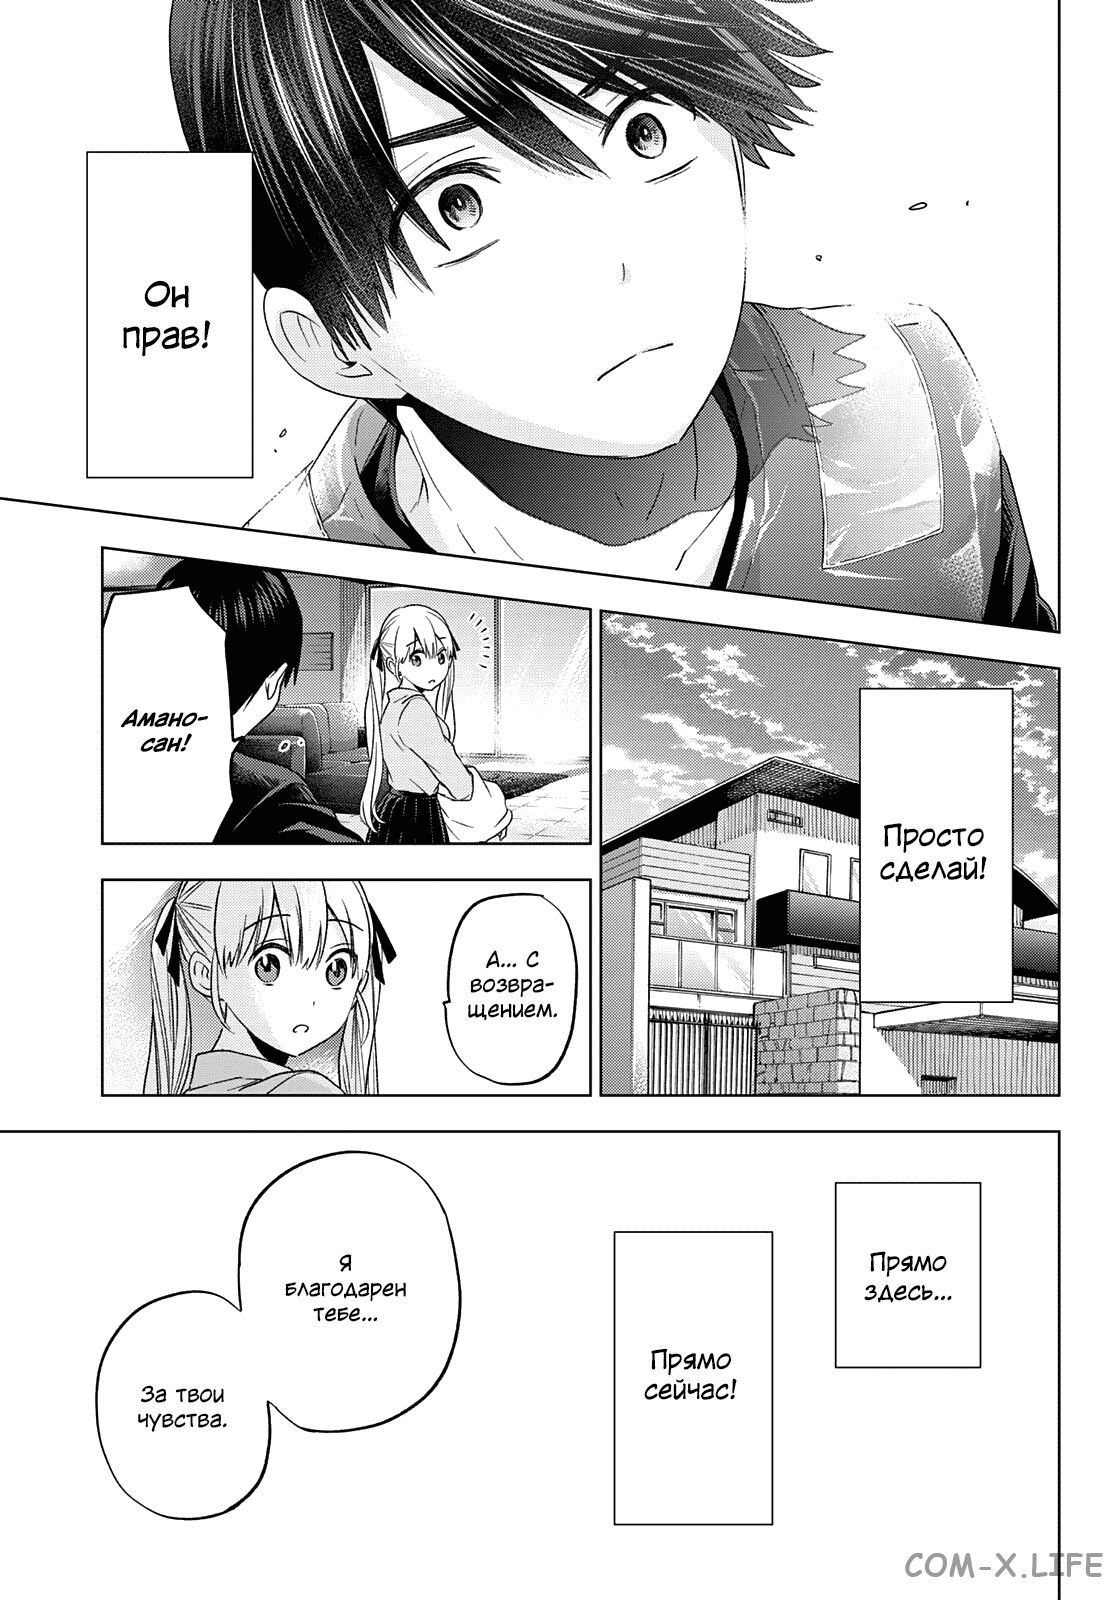 Он
прав!
Просто
сделай!
Амано-
сан!
А... С
возвра-
щением.
Прямо
здесь...
Прямо
сейчас!
Я
благодарен
тебе...
За твои
чувства.
COM-X.LIFE